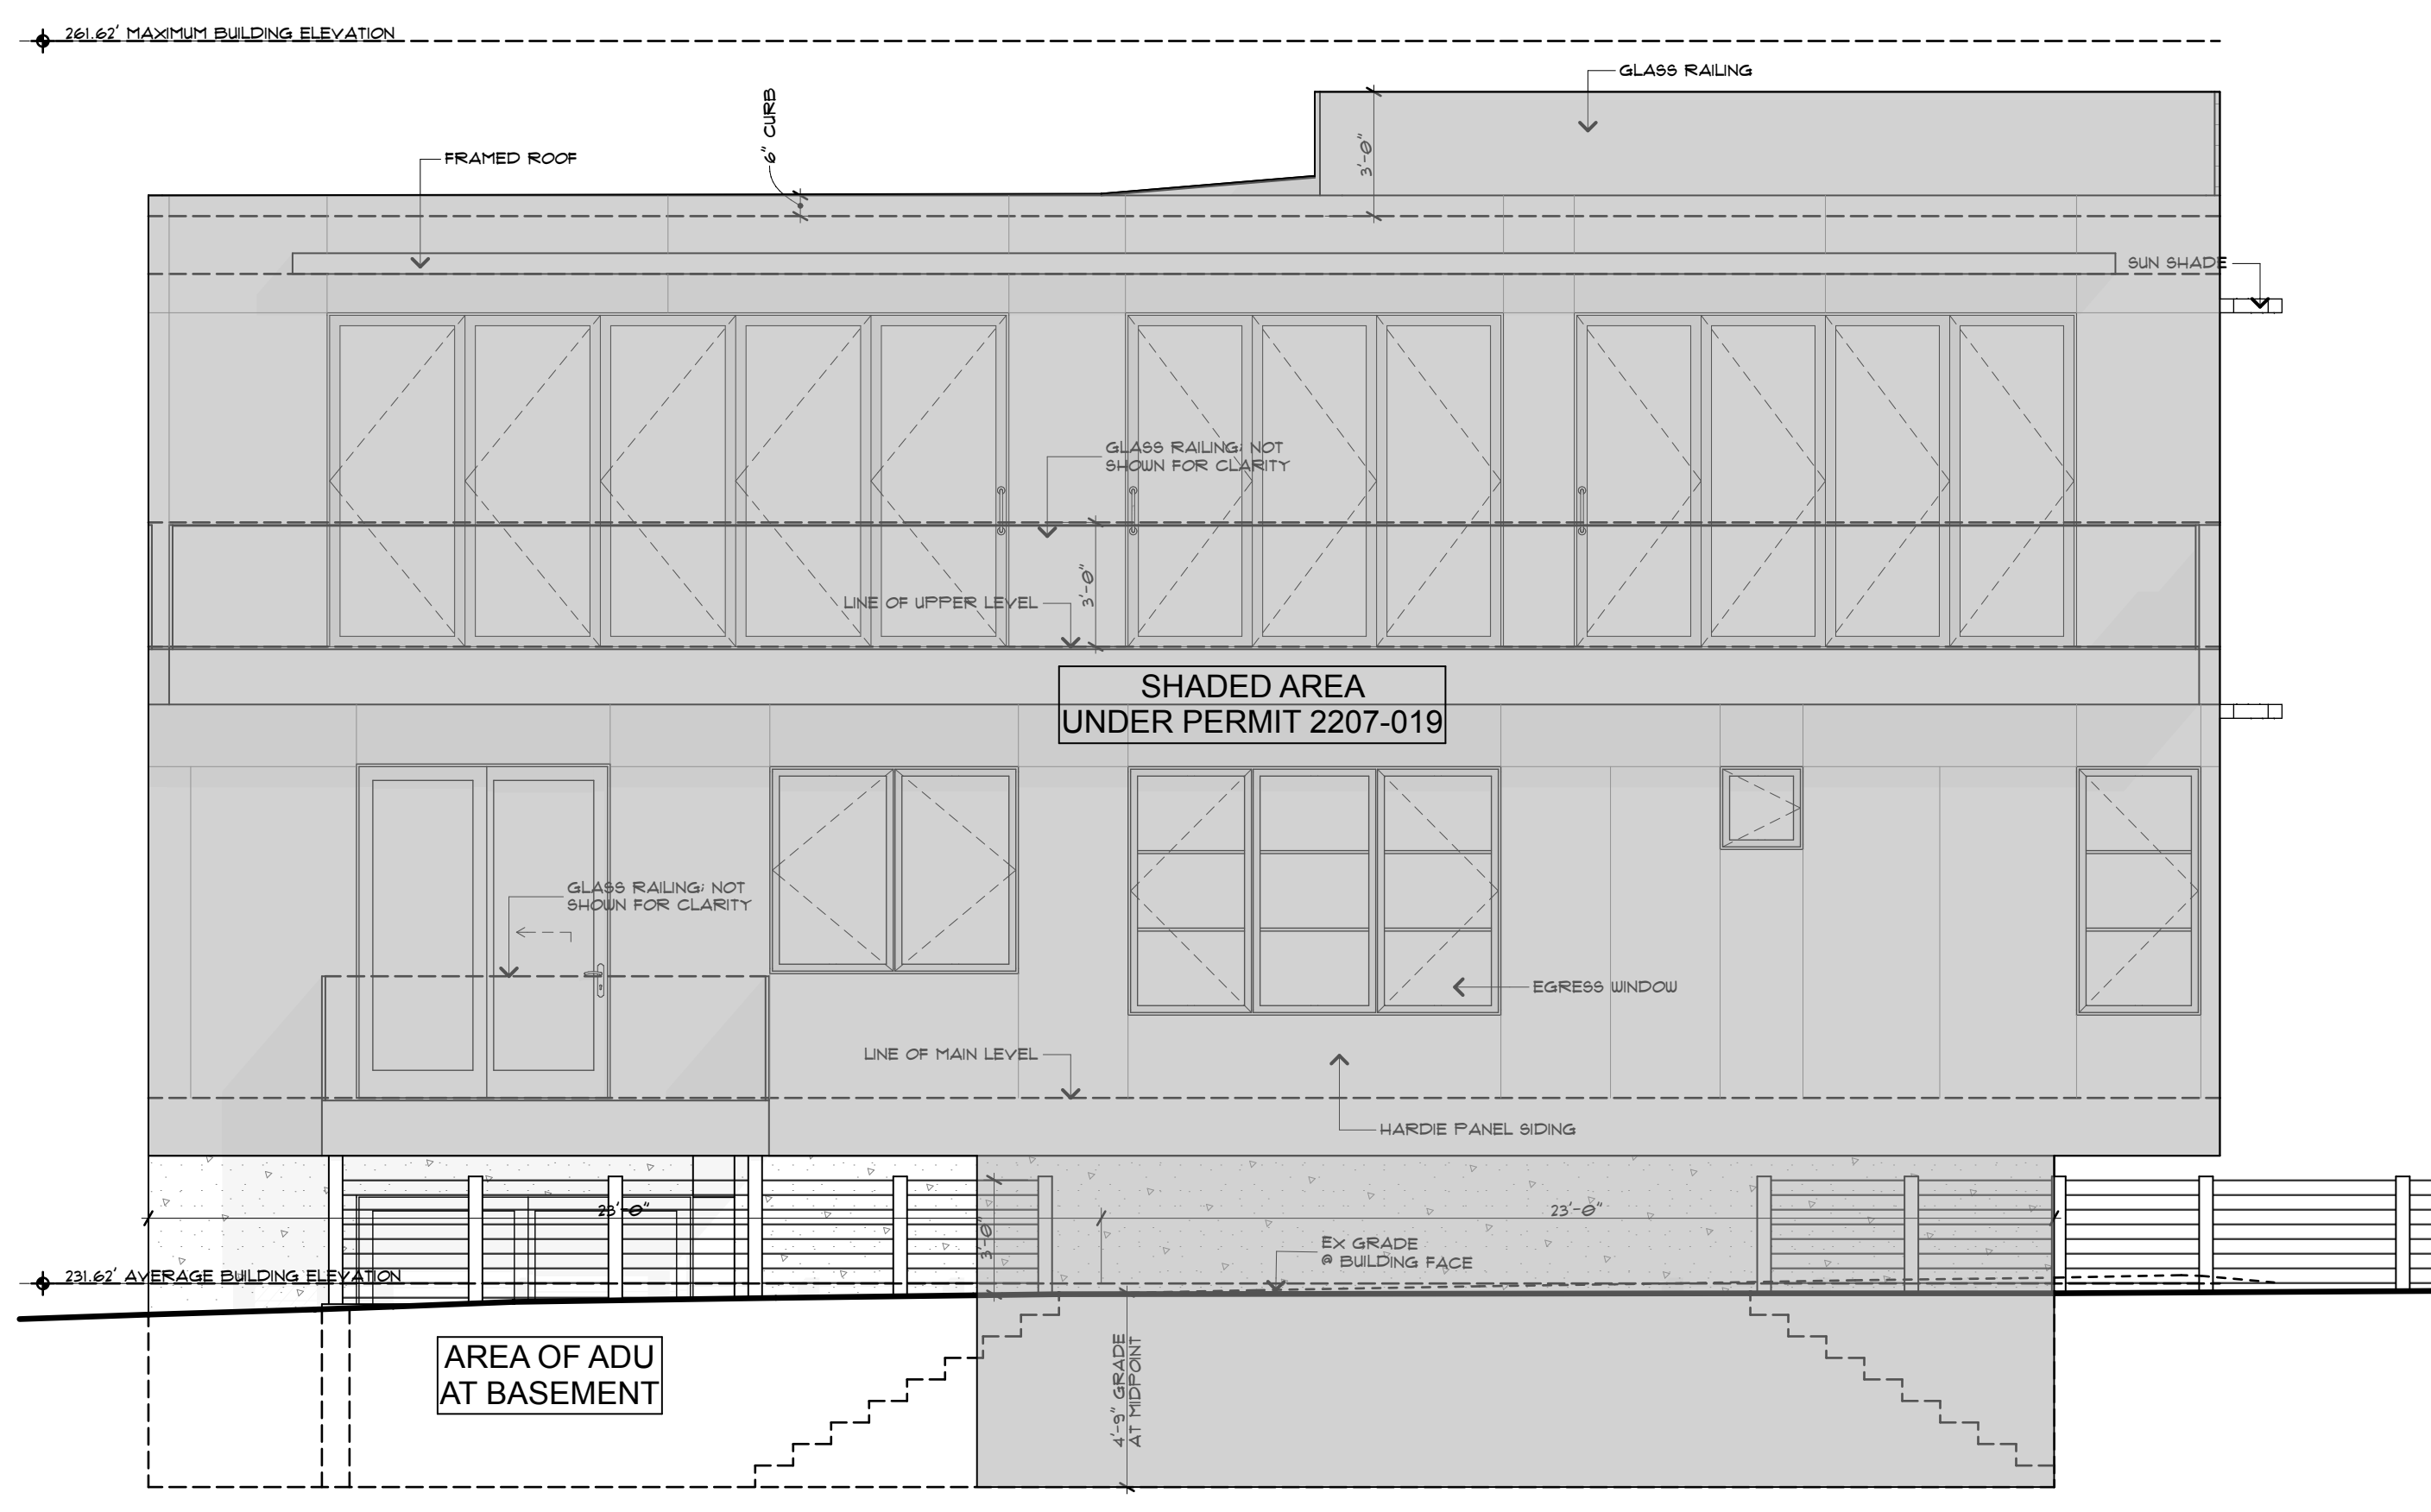 261.62' MAXIMUM BUILDING ELEVATION
GLASS RAILING
6" CURB
FRAMED ROOF
3'-0"
SUN SHADE
GLASS RAILING; NOT
SHOWN FOR CLARITY
3'-0"
LINE OF UPPER LEVEL
SHADED AREA
UNDER PERMIT 2207-019
GLASS RAILING; NOT
SHOWN FOR CLARITY
EGRESS WINDOW
LINE OF MAIN LEVEL
HARDIE PANEL SIDING
23'-0"
23'-0"
3'-0"
EX GRADE
@ BUILDING FACE
231.62' AVERAGE BUILDING ELEVATION
AREA OF ADU
AT BASEMENT
4'-9" GRADE
AT MIDPOINT